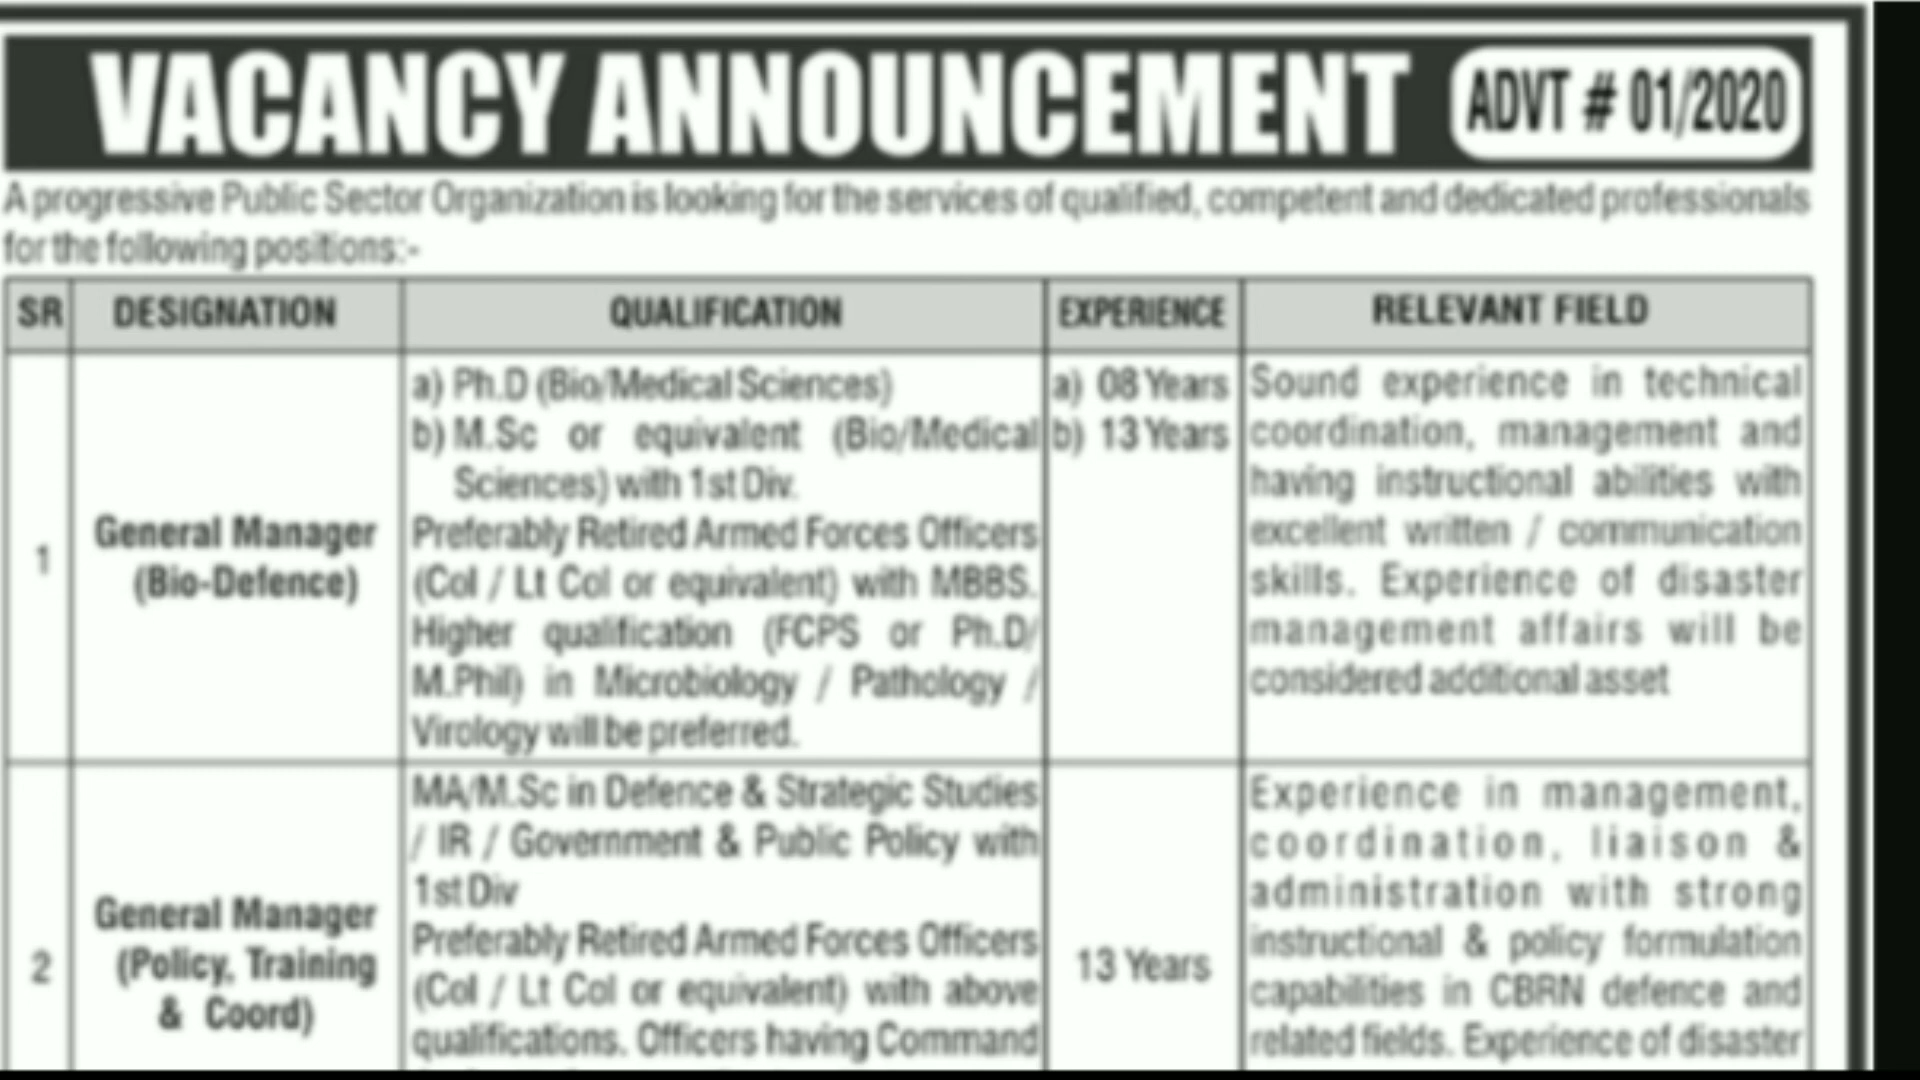 VACANCY ANNOUNCEMENT ADVT # 01/2020
A progressive Public Sector Organization is looking for the services of qualified, competent and dedicated professionals
for the following positions:-
SR DESIGNATION QUALIFICATION EXPERIENCE RELEVANT FIELD
1
General Manager
(Bio-Defence)
a) Ph.D (Bio/Medical Sciences)
b) M.Sc or equivalent (Bio/Medical
Sciences) with 1st Div.
Preferably Retired Armed Forces Officers
(Col / Lt Col or equivalent) with MBBS.
Higher qualification (FCPS or Ph.D/
M.Phil) in Microbiology / Pathology /
Virology will be preferred.
a) 08 Years
b) 13 Years
Sound experience in technical
coordination, management and
having instructional abilities with
excellent written / communication
skills. Experience of disaster
management affairs will be
considered additional asset
2
General Manager
(Policy, Training
& Coord)
MA/M.Sc in Defence & Strategic Studies
/ IR / Government & Public Policy with
1st Div
Preferably Retired Armed Forces Officers
(Col / Lt Col or equivalent) with above
qualifications. Officers having Command
13 Years
Experience in management,
coordination, liaison &
administration with strong
instructional & policy formulation
capabilities in CBRN defence and
related fields. Experience of disaster